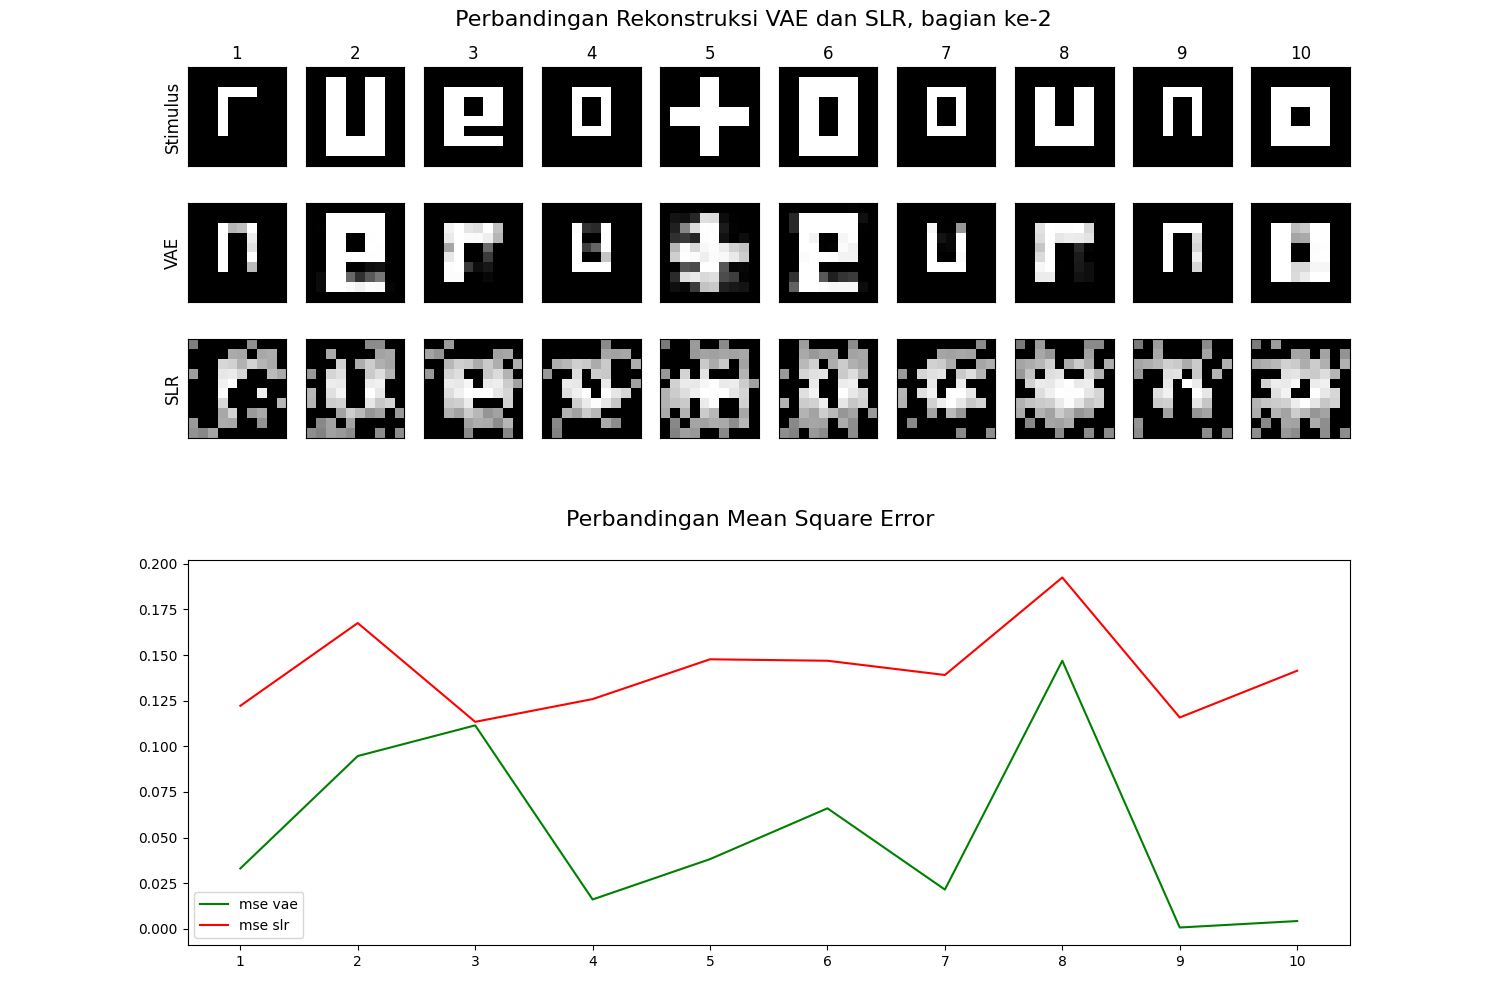 Perbandingan Rekonstruksi VAE dan SLR, bagian ke-2
1 2 3 4 5 6 7 8 9 10
Stimulus
VAE
SLR
Perbandingan Mean Square Error
0.200
0.175
0.150
0.125
0.100
0.075
0.050
0.025
0.000
mse vae
mse slr
1 2 3 4 5 6 7 8 9 10